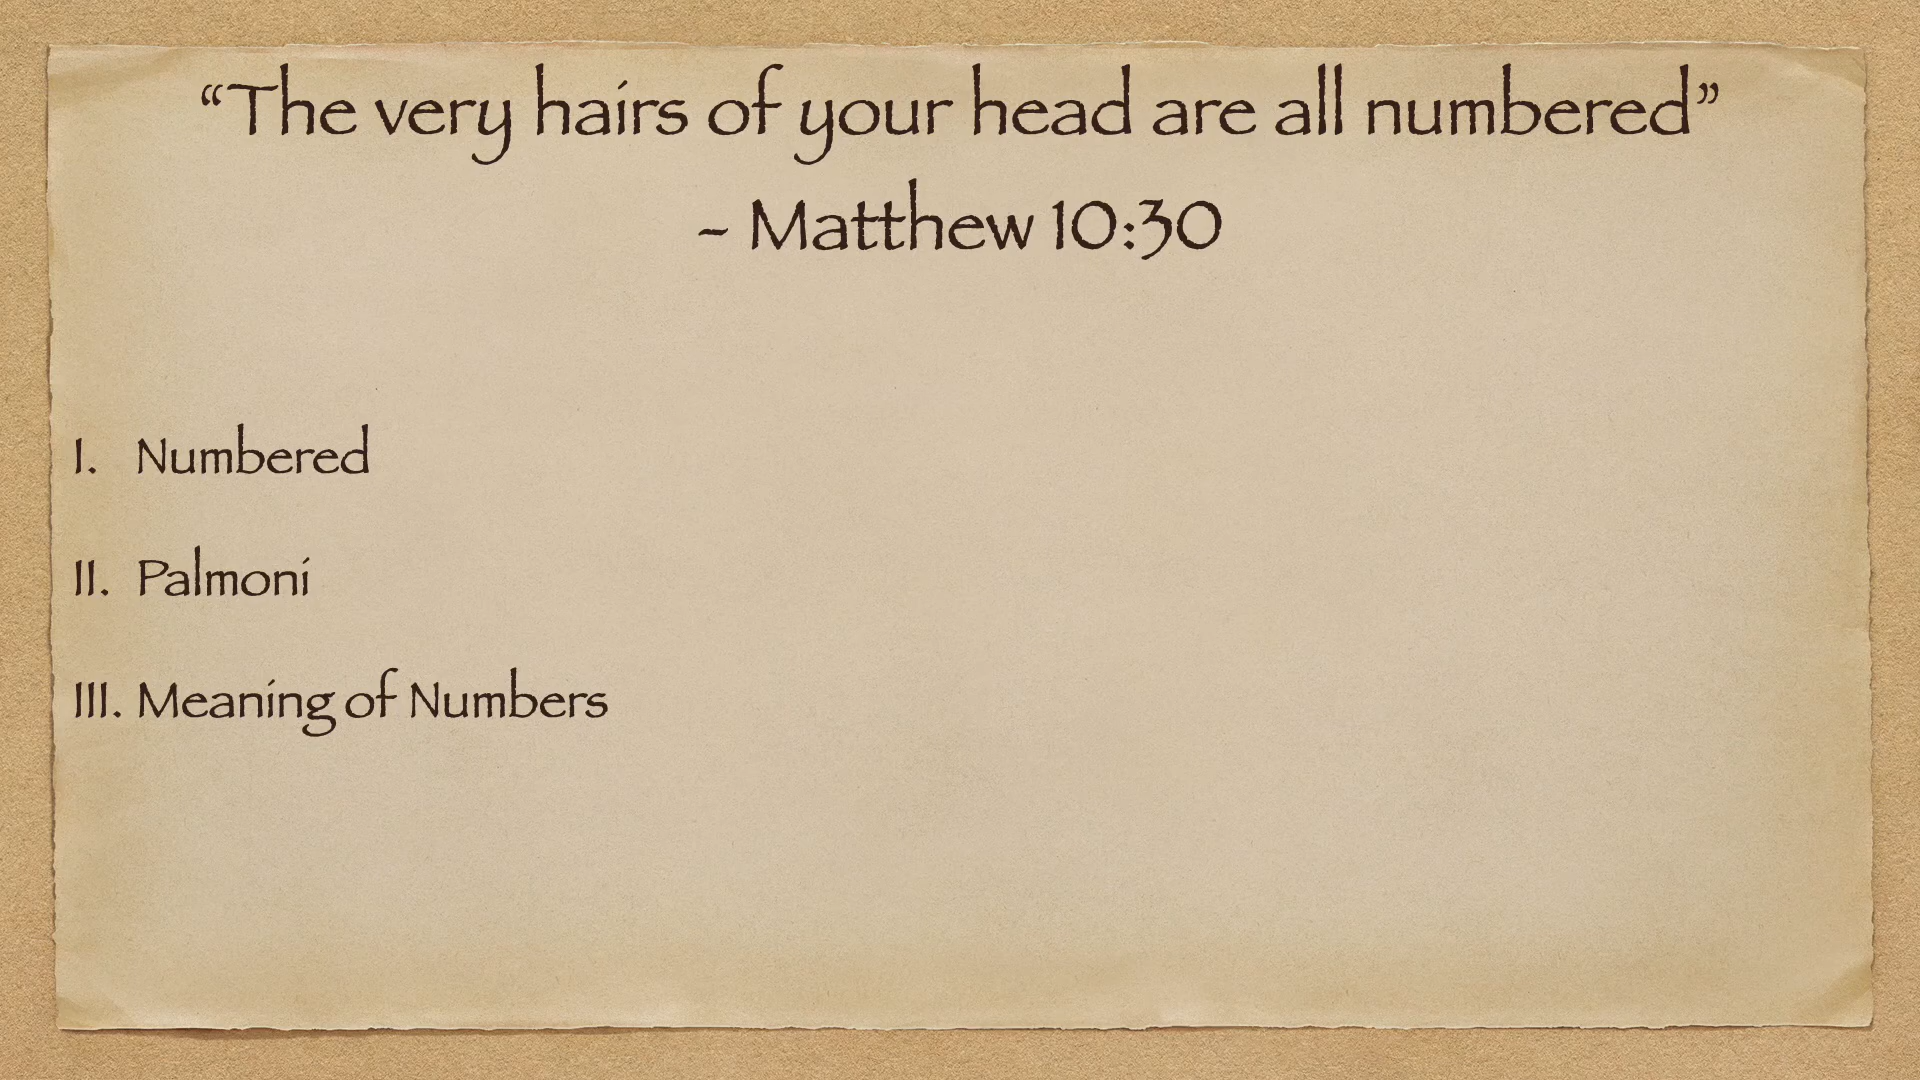 “The very hairs of your head are all numbered”
- Matthew 10:30
I. Numbered
II. Palmoni
III. Meaning of Numbers